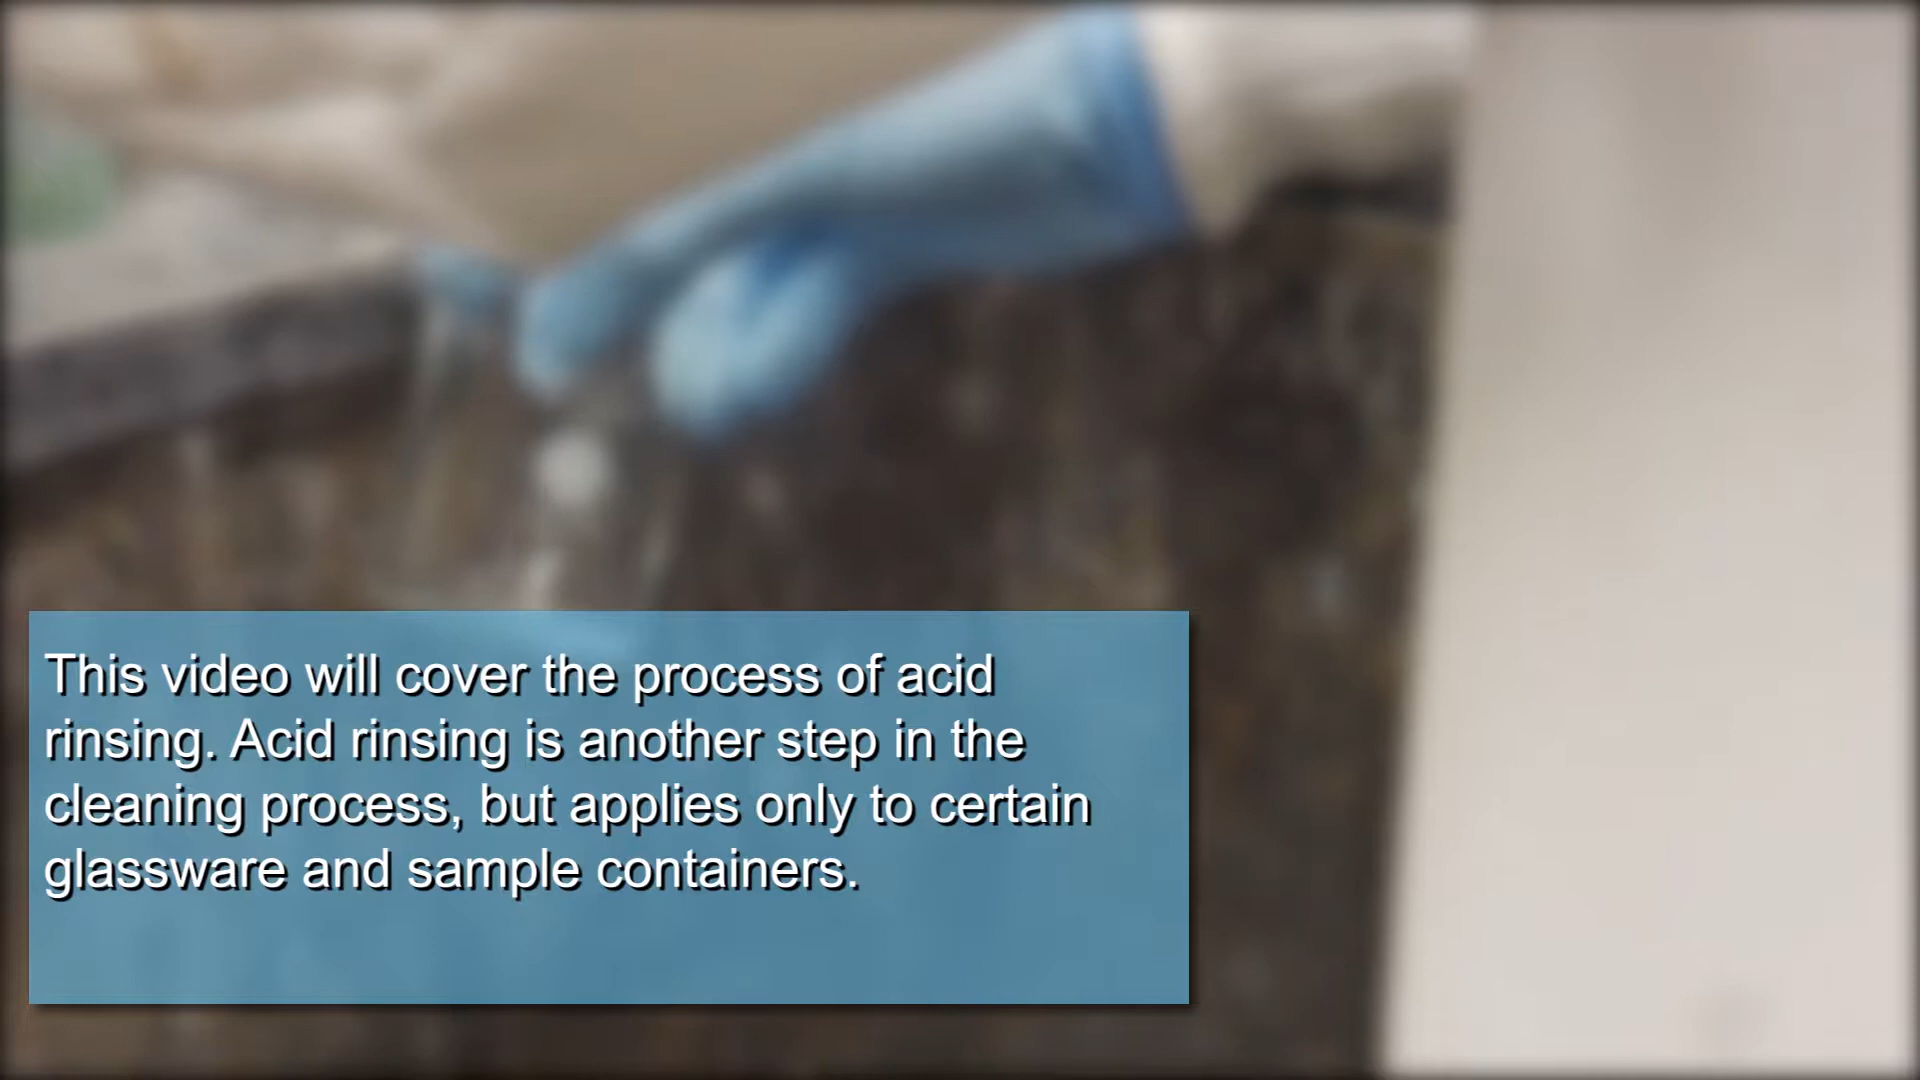 This video will cover the process of acid
rinsing. Acid rinsing is another step in the
cleaning process, but applies only to certain
glassware and sample containers.